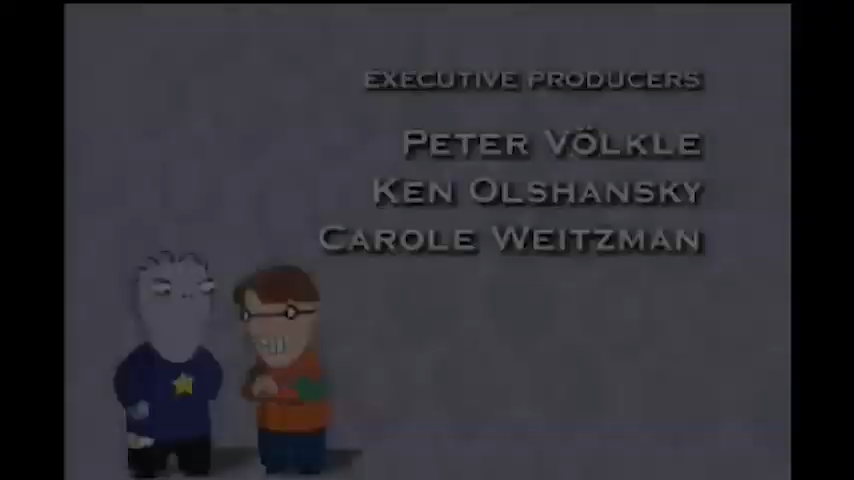 EXECUTIVE PRODUCERS
PETER VÖLKLE
KEN OLSHANSKY
CAROLE WEITZMAN